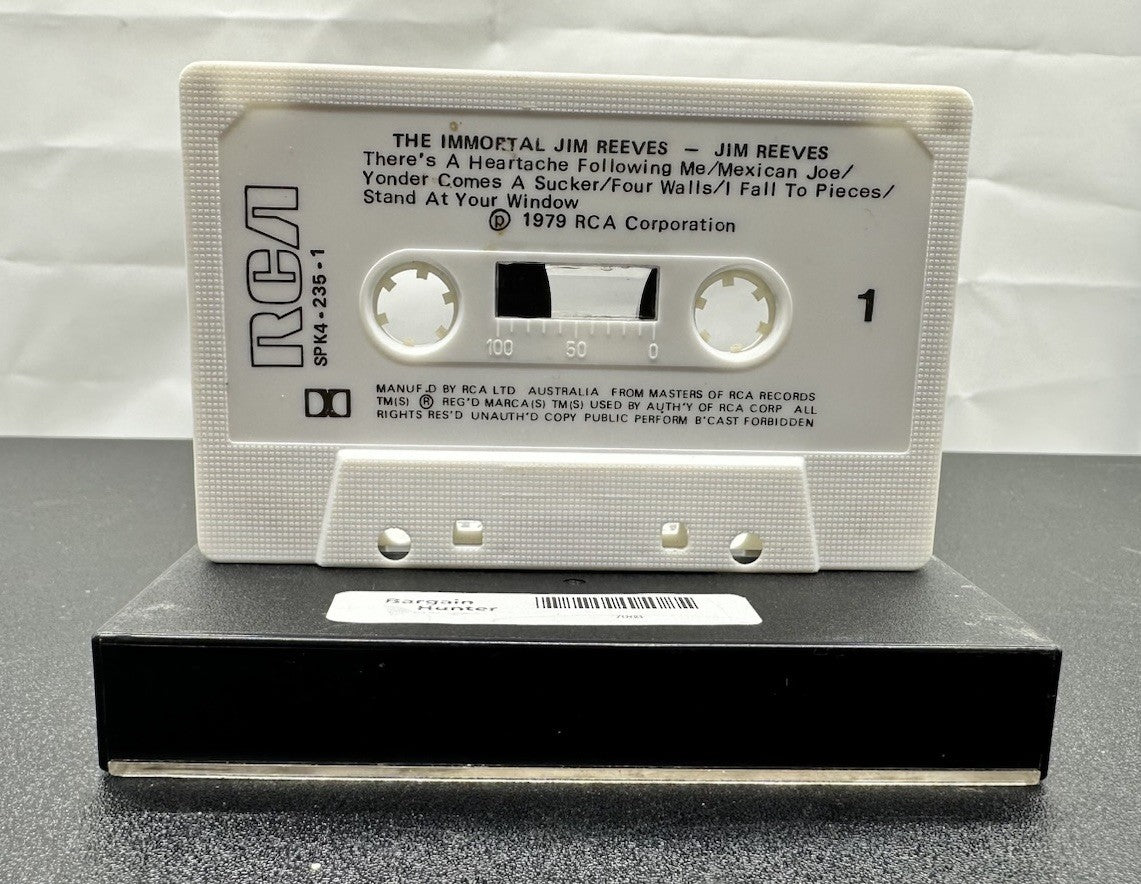 THE IMMORTAL JIM REEVES – JIM REEVES
There's A Heartache Following Me/Mexican Joe/
Yonder Comes A Sucker/Four Walls/I Fall To Pieces/
Stand At Your Window
℗ 1979 RCA Corporation
RCA
SPK4-235-1
1
100 50 0
MANUF.D BY RCA LTD AUSTRALIA FROM MASTERS OF RCA RECORDS
TM(S) ® REG'D MARCA(S) TM(S) USED BY AUTH'Y OF RCA CORP ALL
RIGHTS RES'D UNAUTH'D COPY PUBLIC PERFORM B'CAST FORBIDDEN
Bargain
Hunter